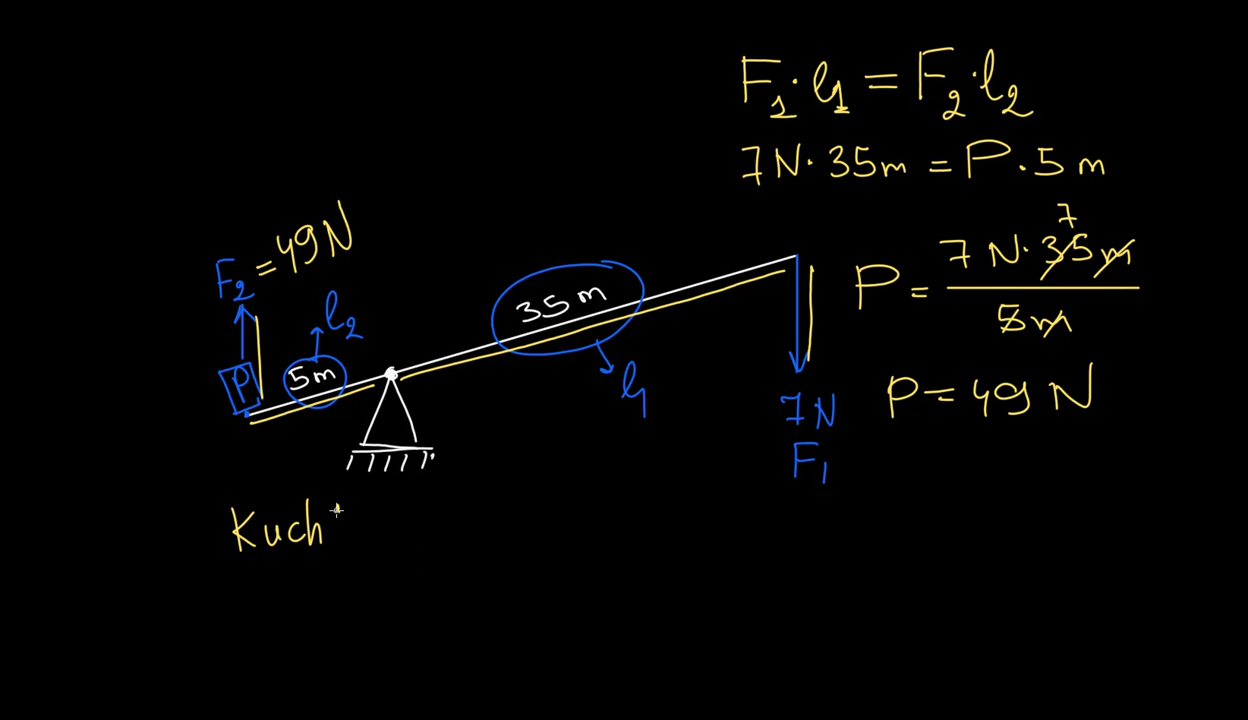 F₁·l₁ = F₂·l₂
7N·35m = P·5m
P = 7N·35m / 5m
7
P = 49N
F₂ = 49N
l₂
P
5m
35m
l₁
7N
F₁
Kuch